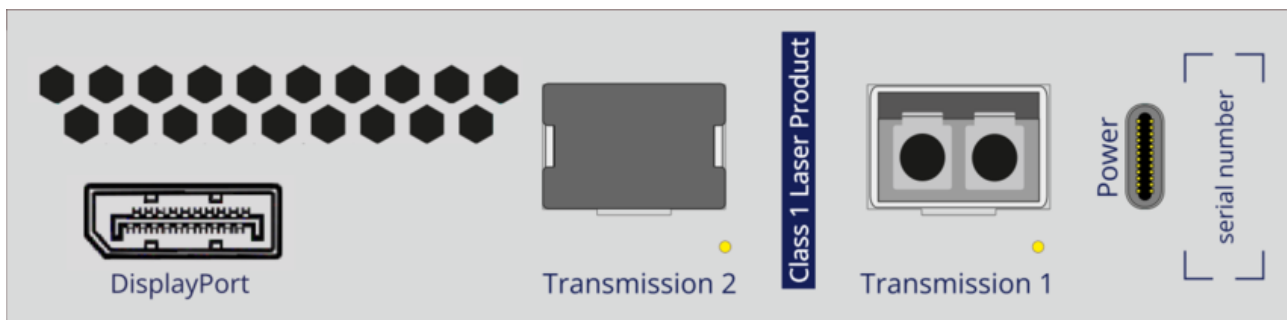 DisplayPort
Transmission 2
Class 1 Laser Product
Transmission 1
Power
serial number